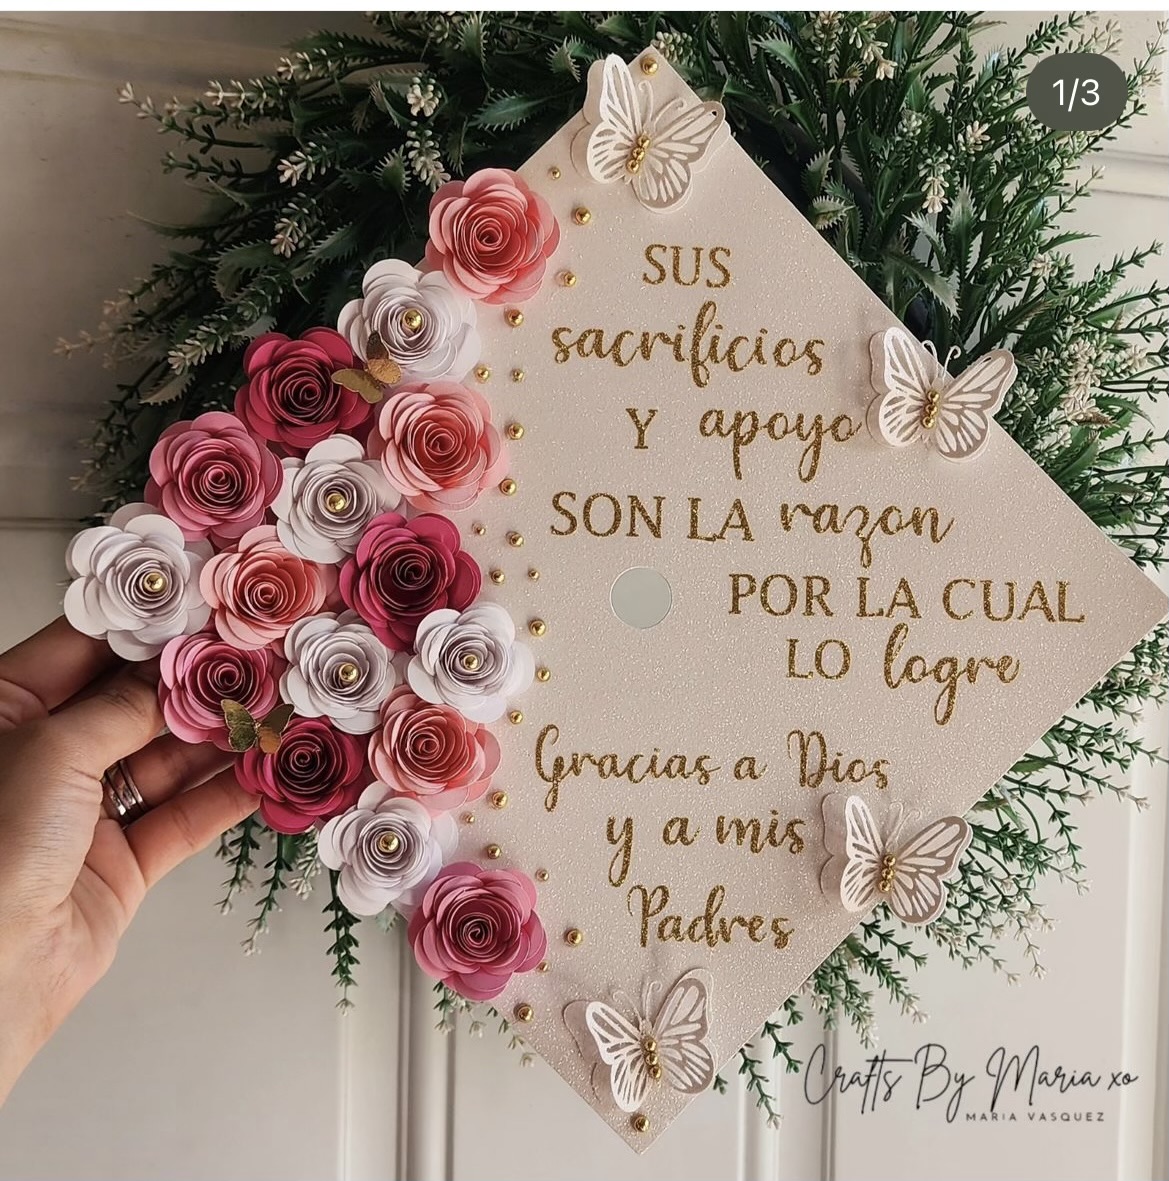 1/3
SUS
sacrificios
Y apoyo
SON LA razon
POR LA CUAL
LO logre
Gracias a Dios
y a mis
Padres
Crafts By Maria xo
MARIA VASQUEZ